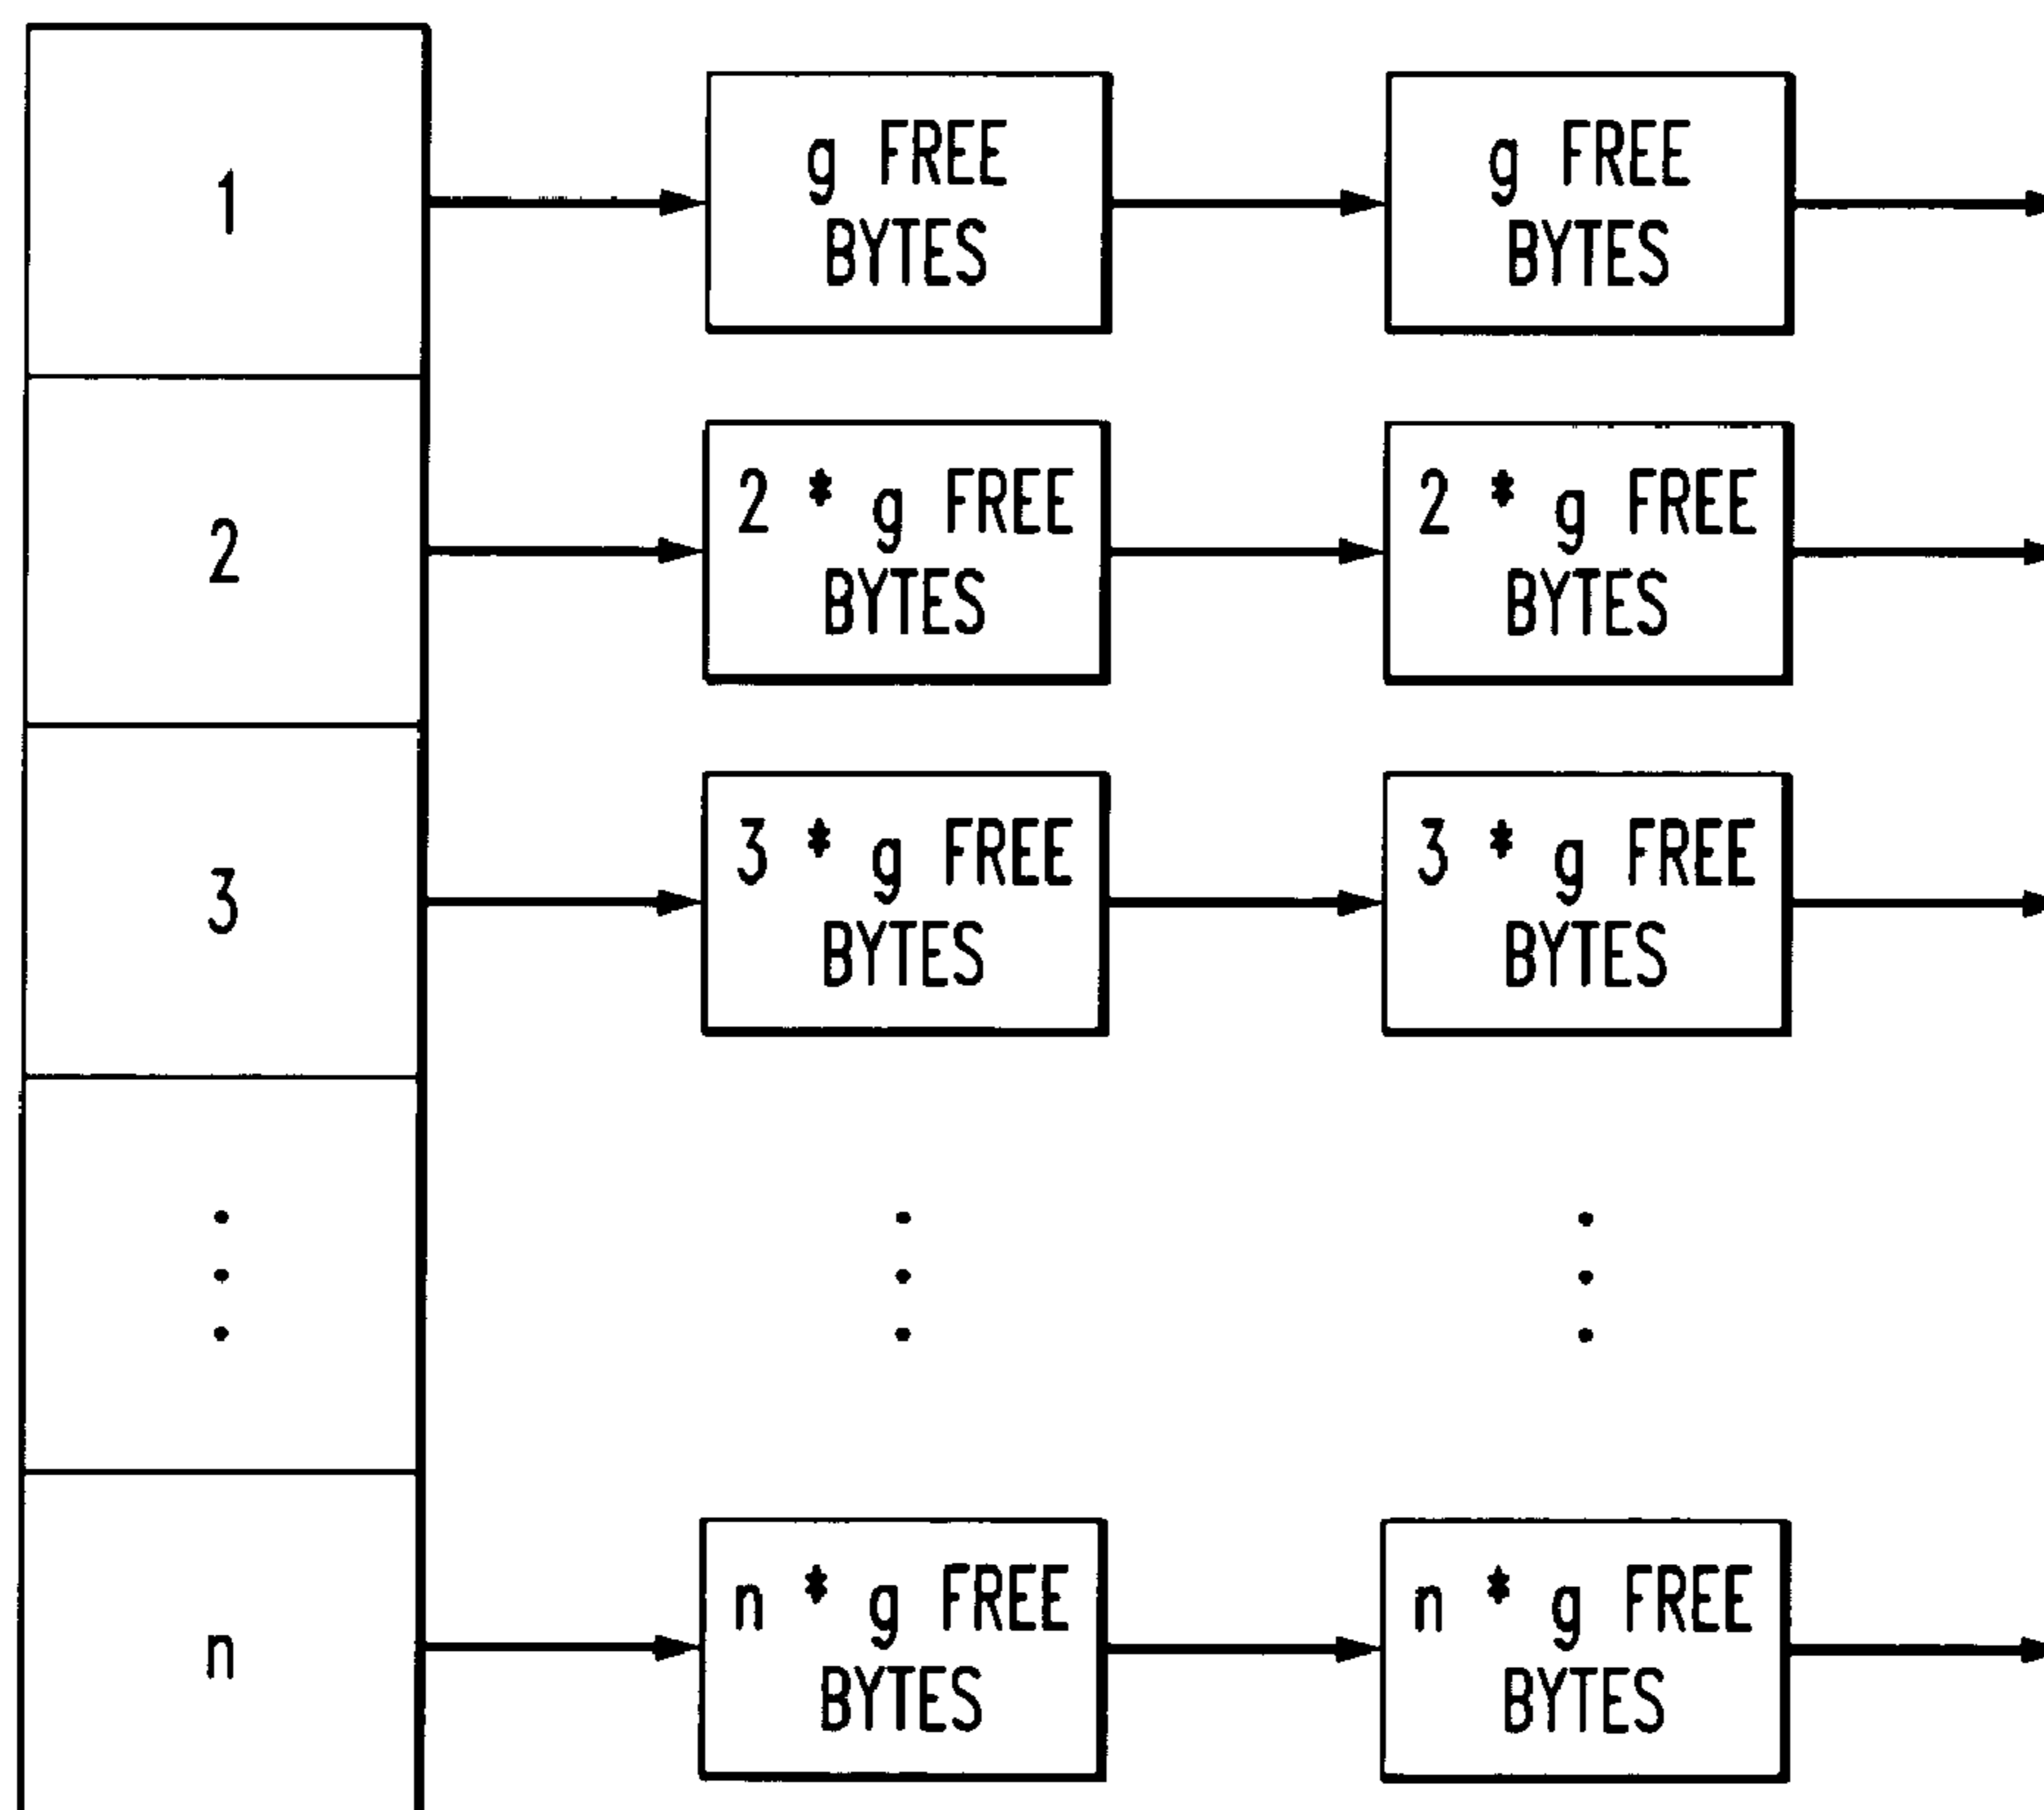 1
g FREE
BYTES
g FREE
BYTES
2
2 * g FREE
BYTES
2 * g FREE
BYTES
3
3 * g FREE
BYTES
3 * g FREE
BYTES
n
n * g FREE
BYTES
n * g FREE
BYTES